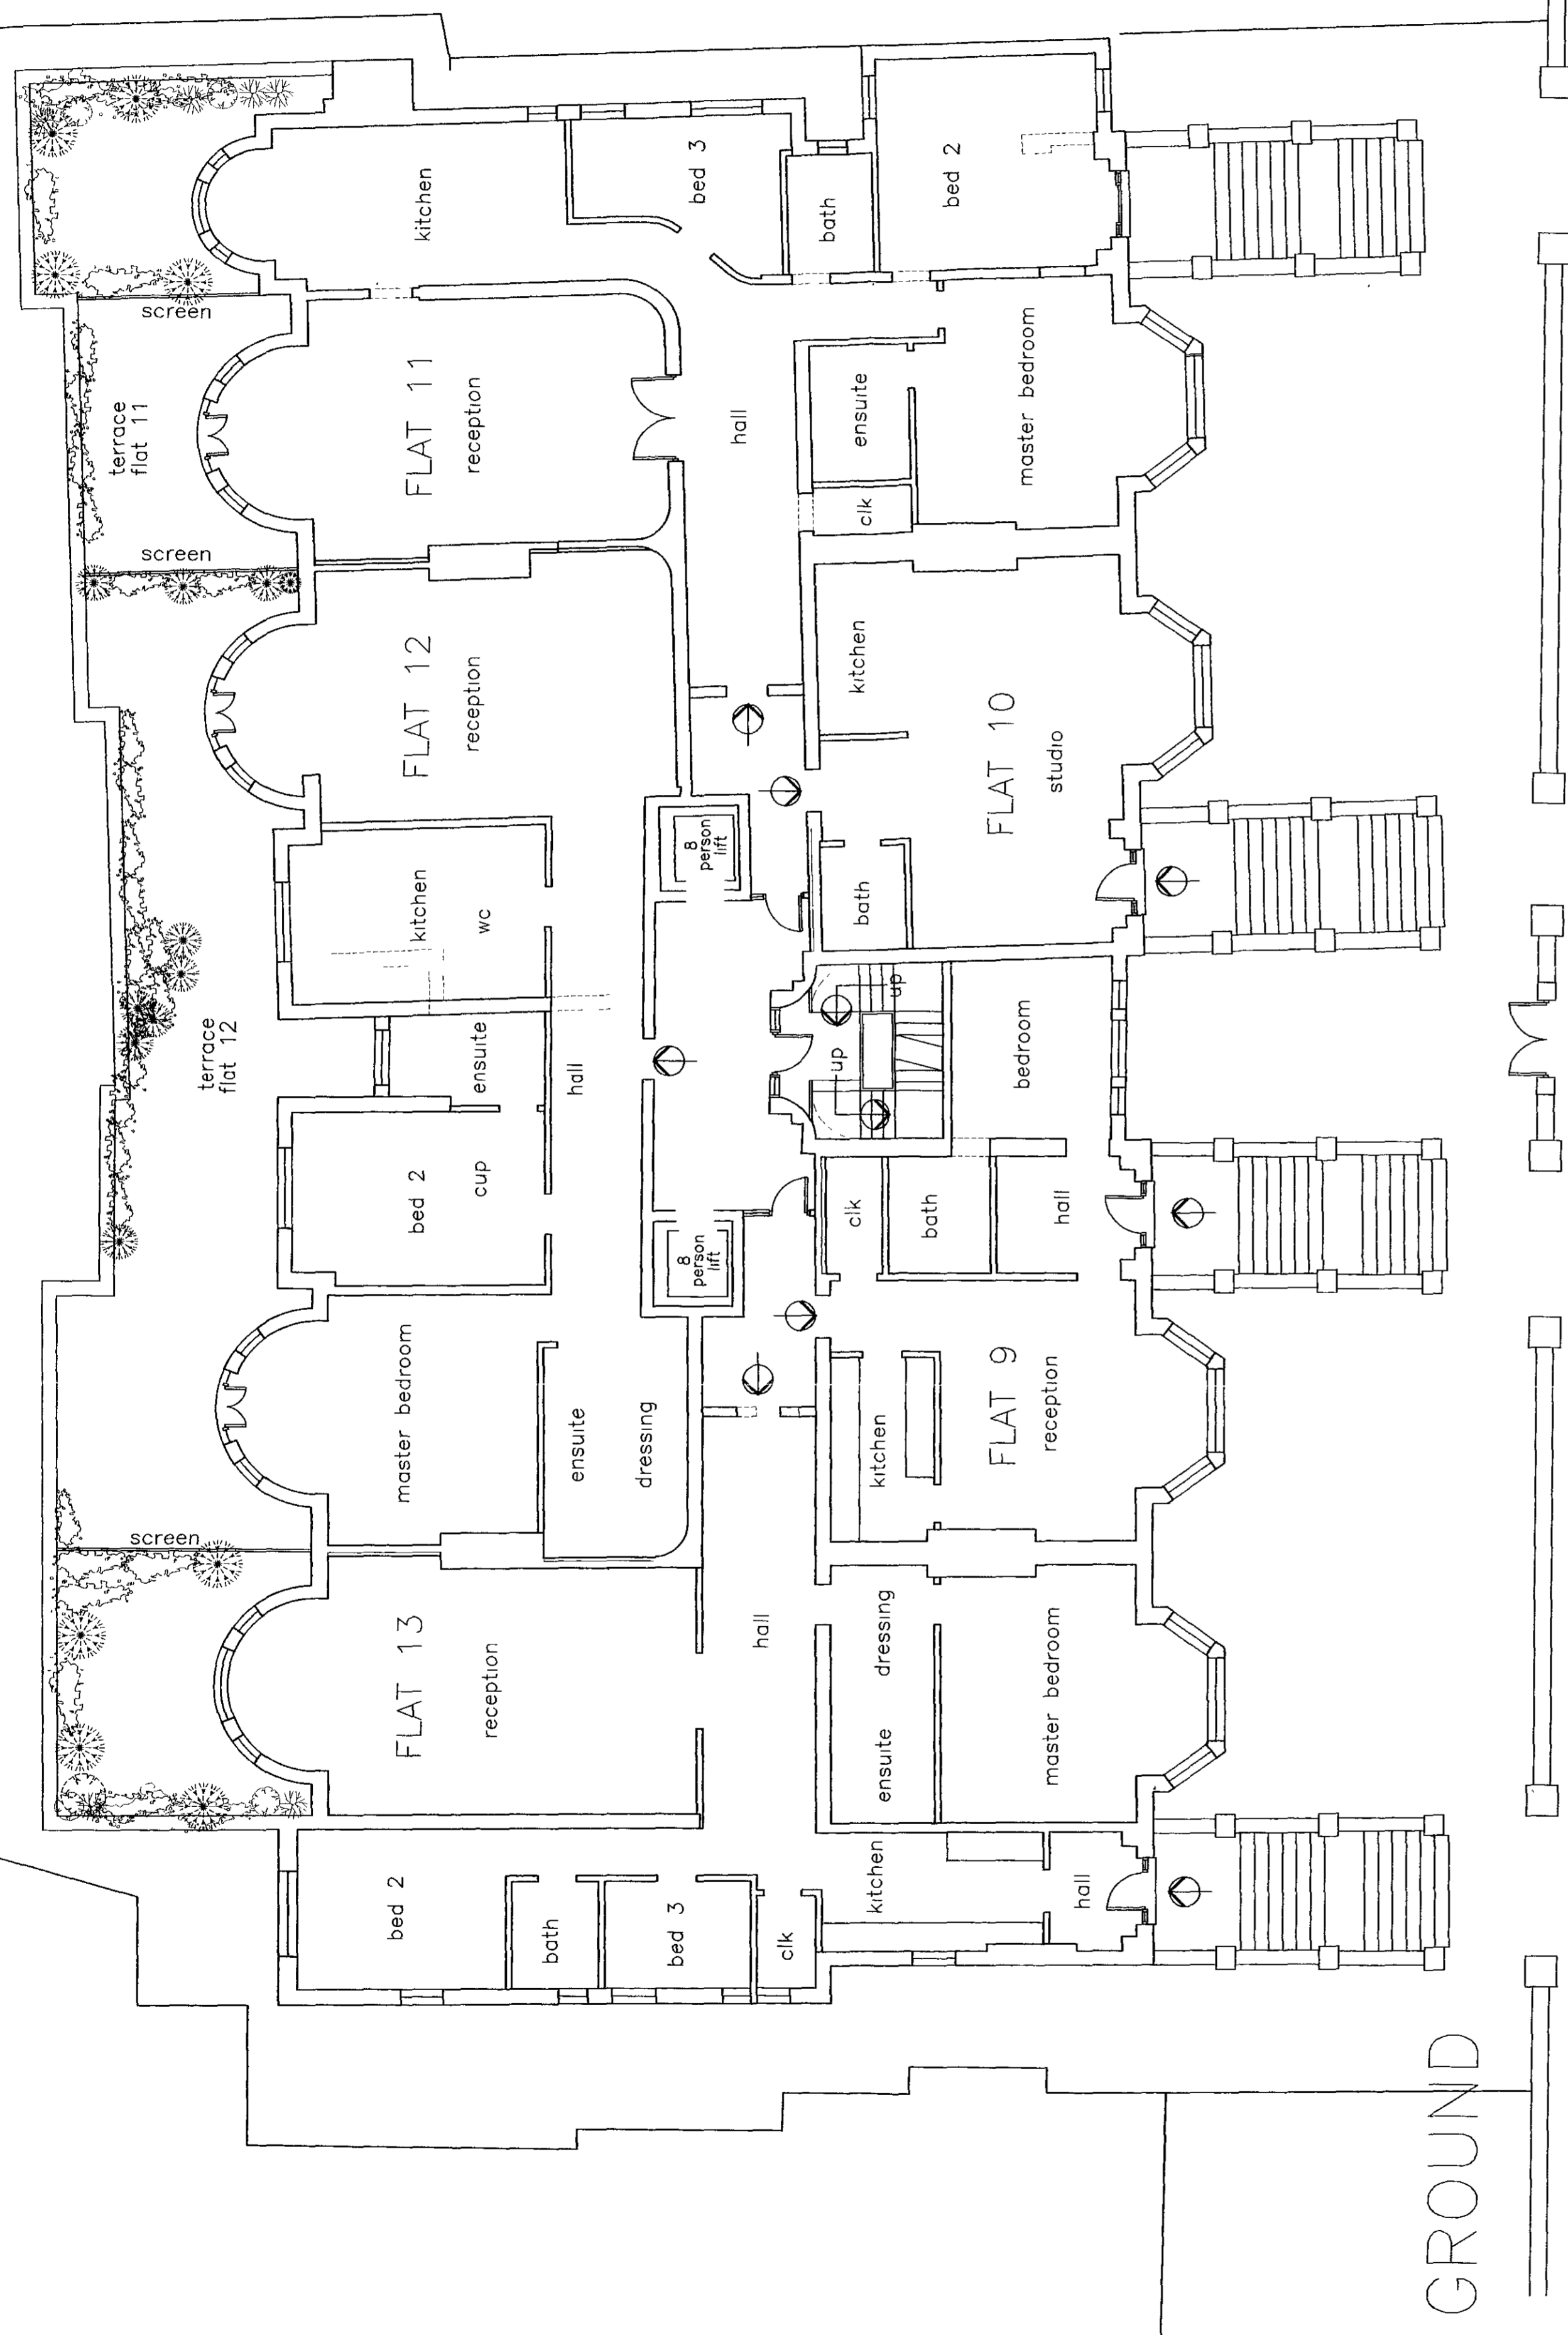 terrace
flat 11
screen
screen
kitchen
bed 3
bath
bed 2
FLAT 11
reception
hall
ensuite
clk
master bedroom
terrace
flat 12
FLAT 12
reception
kitchen
wc
ensuite
hall
bed 2
cup
master bedroom
ensuite
dressing
8
person
lift
8
person
lift
kitchen
FLAT 10
studio
bath
up
up
bedroom
clk
bath
hall
kitchen
FLAT 9
reception
screen
FLAT 13
reception
hall
dressing
ensuite
master bedroom
bed 2
bath
bed 3
clk
kitchen
hall
GROUND